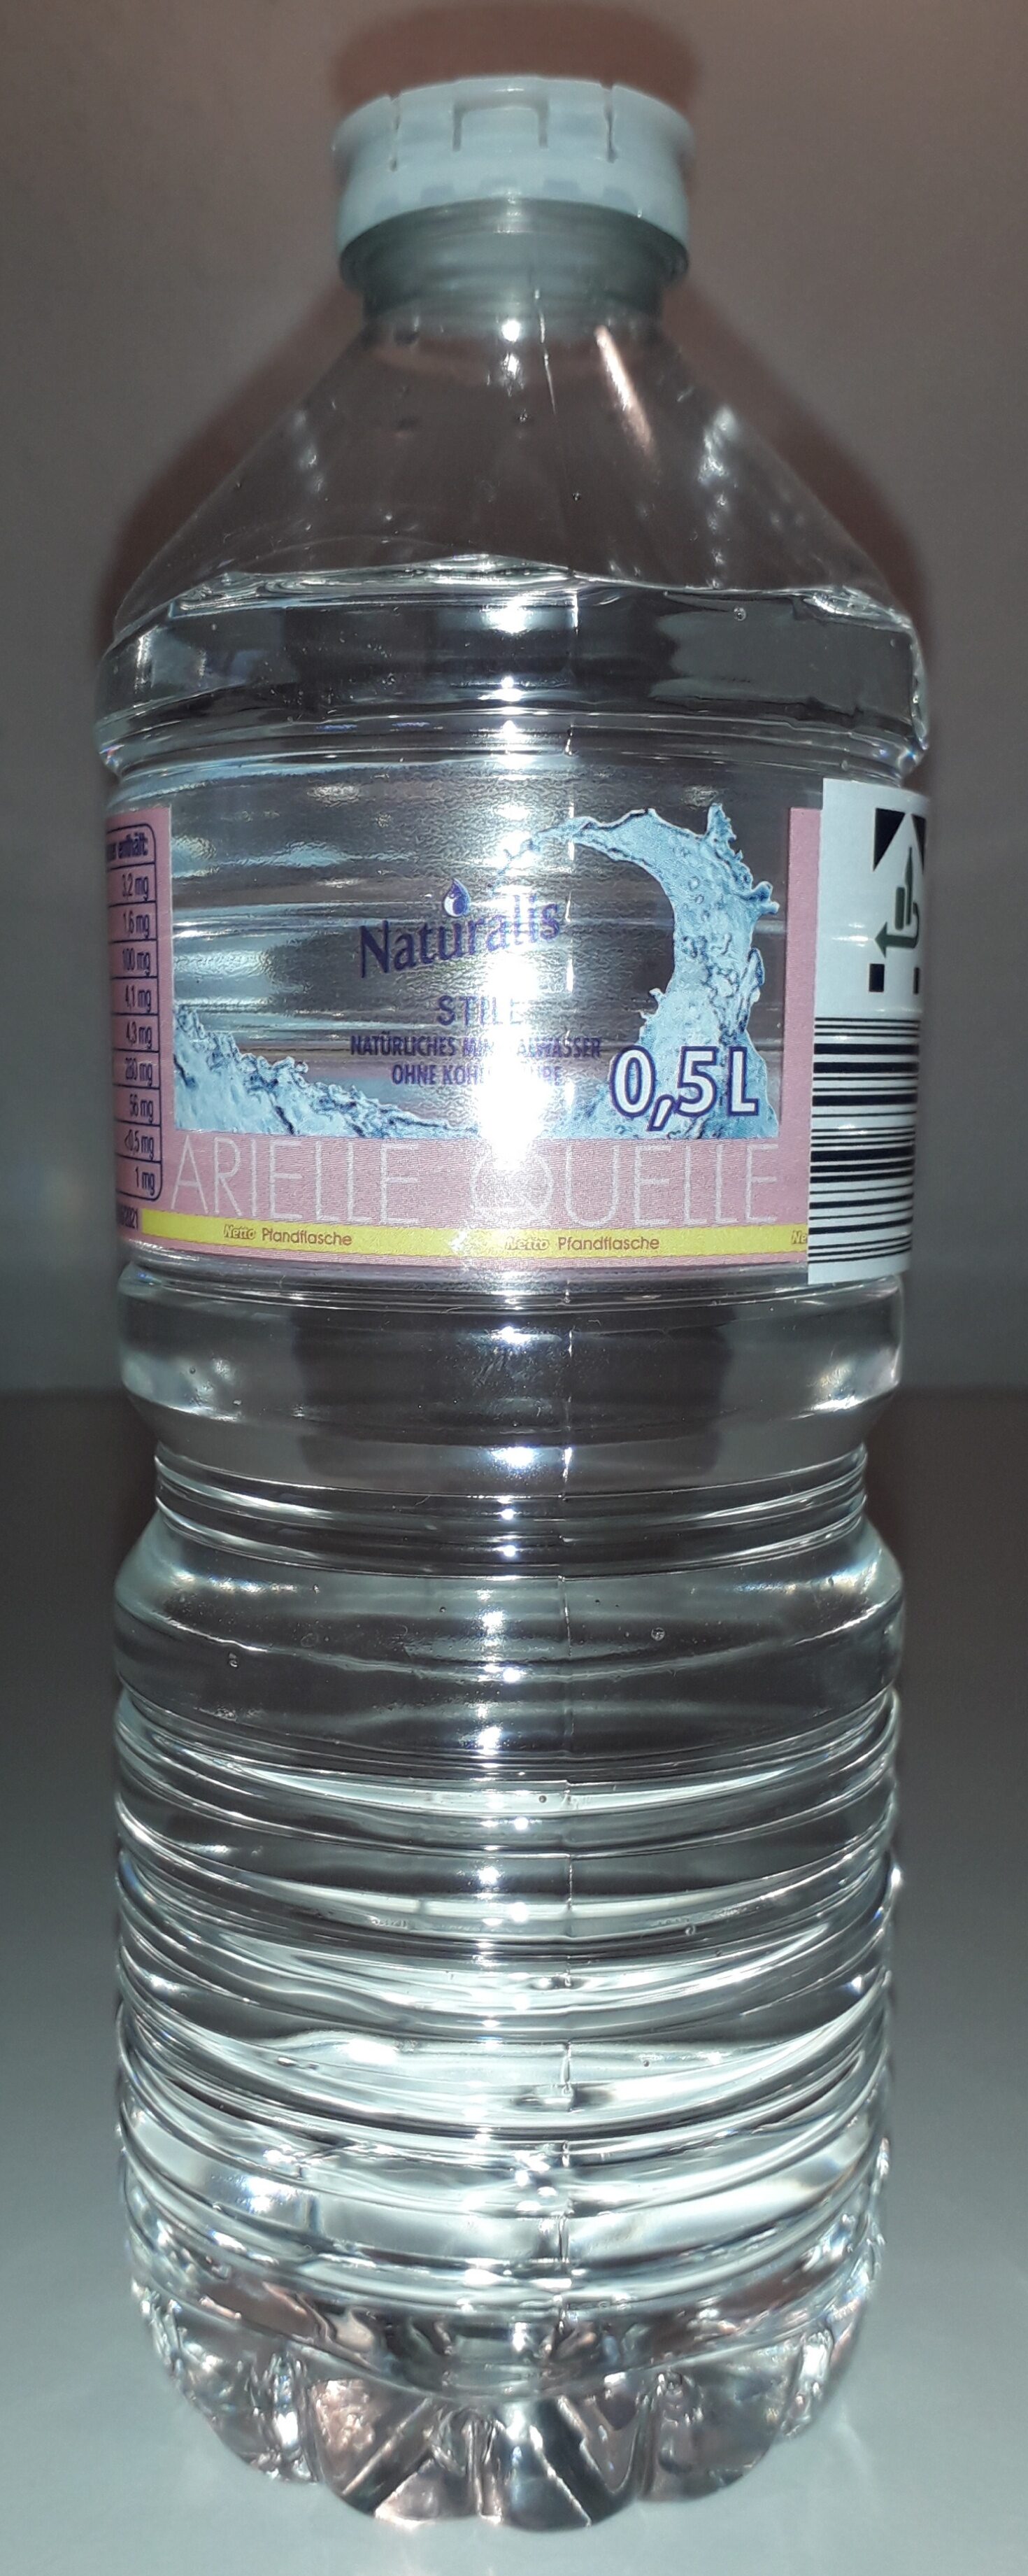 enthält:
3,2 mg
1,6 mg
100 mg
4,1 mg
4,3 mg
280 mg
56 mg
<0,5 mg
1 mg
2021
Naturalis
STILL
NATÜRLICHES MINERALWASSER
OHNE KOHLENSÄURE
0,5 L
ARIELLE QUELLE
Netto Pfandflasche Netto Pfandflasche Ne